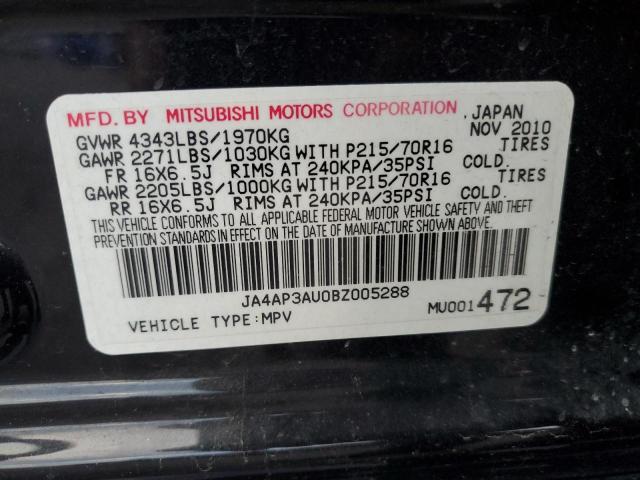 MFD. BY MITSUBISHI MOTORS CORPORATION, JAPAN
GVWR 4343LBS/1970KG NOV 2010
GAWR 2271LBS/1030KG WITH P215/70R16 TIRES
FR 16X6.5J RIMS AT 240KPA/35PSI COLD.
GAWR 2205LBS/1000KG WITH P215/70R16 TIRES
RR 16X6.5J RIMS AT 240KPA/35PSI COLD.
THIS VEHICLE CONFORMS TO ALL APPLICABLE FEDERAL MOTOR VEHICLE SAFETY AND THEFT
PREVENTION STANDARDS IN EFFECT ON THE DATE OF MANUFACTURE SHOWN ABOVE.
JA4AP3AU0BZ005288
VEHICLE TYPE:MPV MU001472